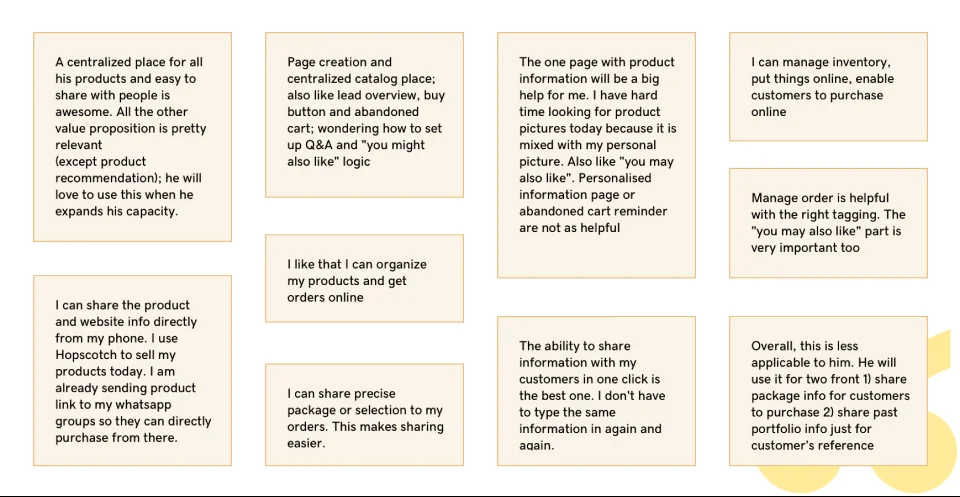 A centralized place for all
his products and easy to
share with people is
awesome. All the other
value proposition is pretty
relevant
(except product
recommendation); he will
love to use this when he
expands his capacity.
I can share the product
and website info directly
from my phone. I use
Hopscotch to sell my
products today. I am
already sending product
link to my whatsapp
groups so they can directly
purchase from there.
Page creation and
centralized catalog place;
also like lead overview, buy
button and abandoned
cart; wondering how to set
up Q&A and "you might
also like" logic
I like that I can organize
my products and get
orders online
I can share precise
package or selection to my
orders. This makes sharing
easier.
The one page with product
information will be a big
help for me. I have hard
time looking for product
pictures today because it is
mixed with my personal
picture. Also like "you may
also like". Personalised
information page or
abandoned cart reminder
are not as helpful
The ability to share
information with my
customers in one click is
the best one. I don't have
to type the same
information in again and
again.
I can manage inventory,
put things online, enable
customers to purchase
online
Manage order is helpful
with the right tagging. The
"you may also like" part is
very important too
Overall, this is less
applicable to him. He will
use it for two front 1) share
package info for customers
to purchase 2) share past
portfolio info just for
customer's reference